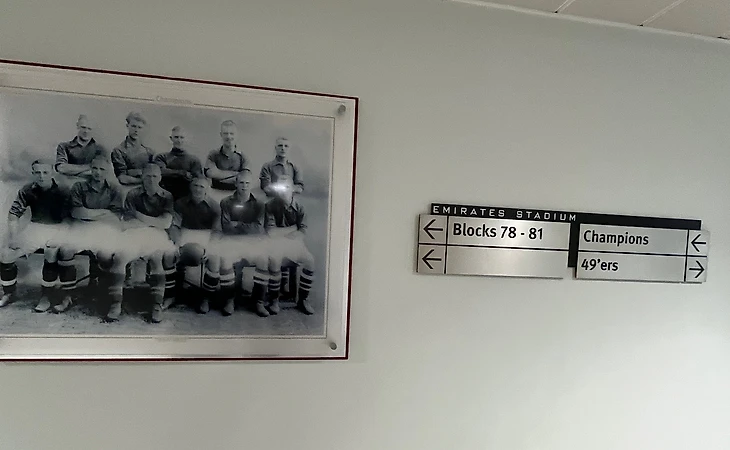 EMIRATES STADIUM
Blocks 78 - 81
Champions
49'ers